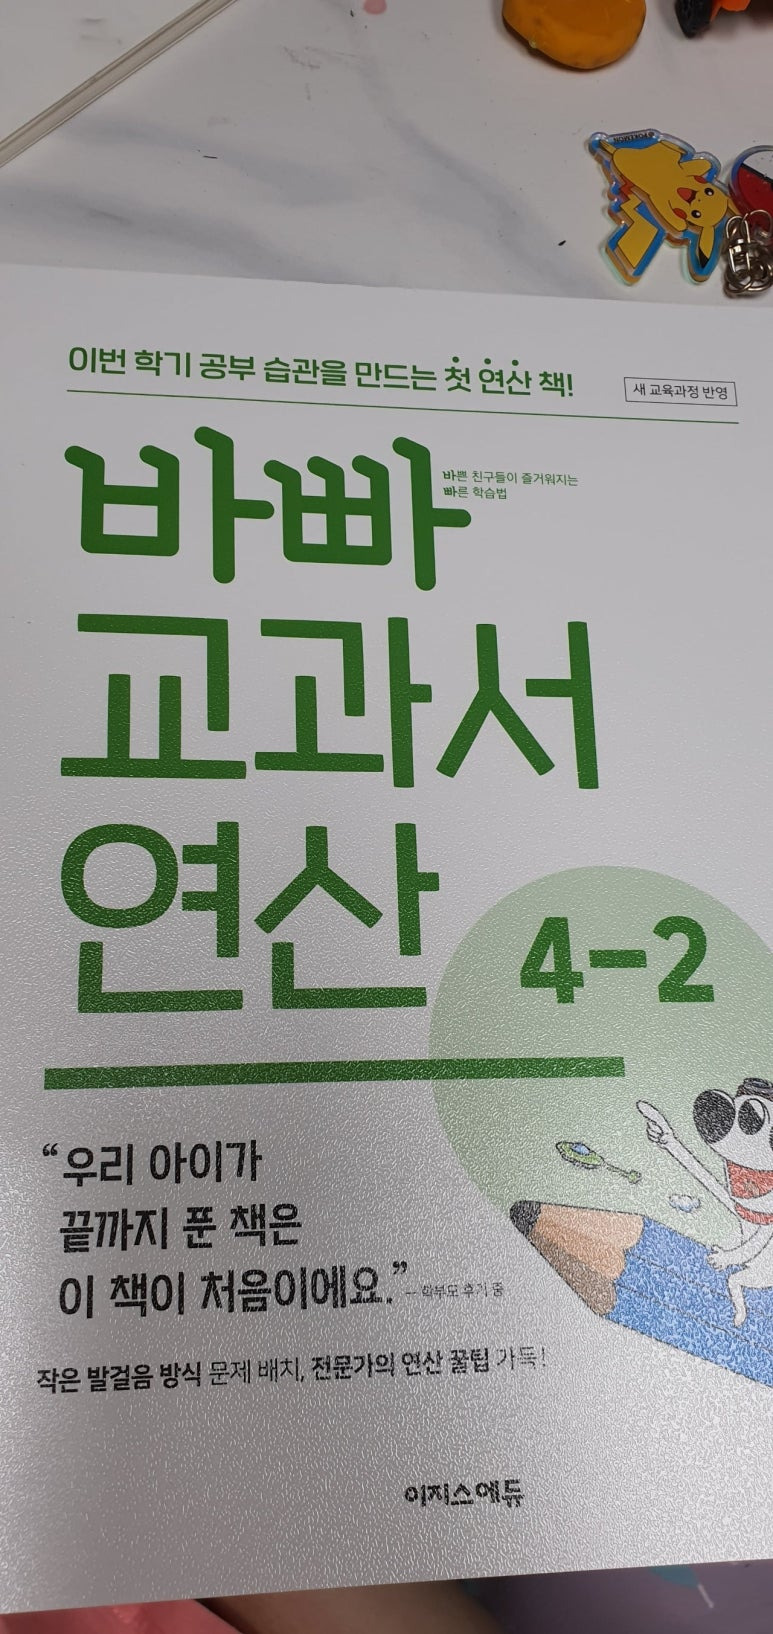 이번 학기 공부 습관을 만드는 첫 연산 책!
새 교육과정 반영
바빠
바쁜 친구들이 즐거워지는
빠른 학습법
교과서
연산
4-2
“우리 아이가
끝까지 푼 책은
이 책이 처음이에요.” - 학부모 후기 중
작은 발걸음 방식 문제 배치, 전문가의 연산 꿀팁 가득!
이지스에듀